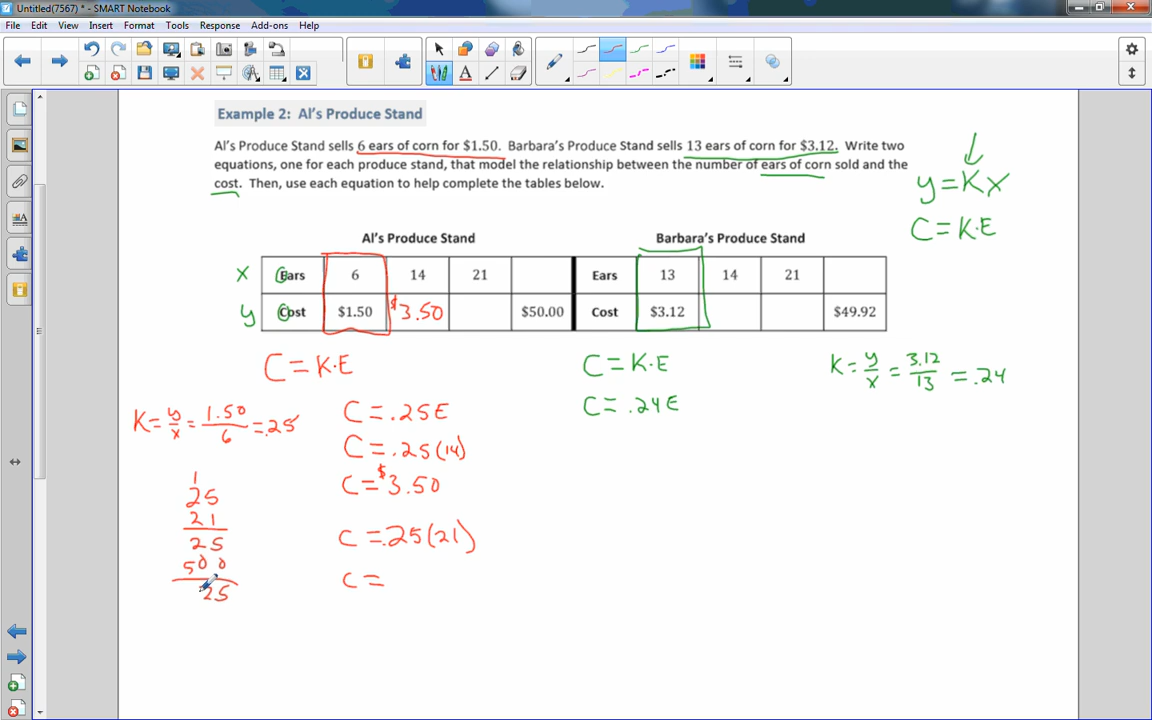 Untitled(7567) * - SMART Notebook
File Edit View Insert Format Tools Response Add-ons Help
Example 2: Al's Produce Stand
Al's Produce Stand sells 6 ears of corn for $1.50. Barbara's Produce Stand sells 13 ears of corn for $3.12. Write two
equations, one for each produce stand, that model the relationship between the number of ears of corn sold and the
cost. Then, use each equation to help complete the tables below.
y = K x
C = K · E
Al's Produce Stand Barbara's Produce Stand
x Ears 6 14 21 Ears 13 14 21
y Cost $1.50 $3.50 $50.00 Cost $3.12 $49.92
C = K · E C = K · E K = y/x = 3.12/13 = .24
K = y/x = 1.50/6 = .25 C = .25E C = .24E
C = .25(14)
C = $3.50
1
25
21
25
500
25
C = .25(21)
C =